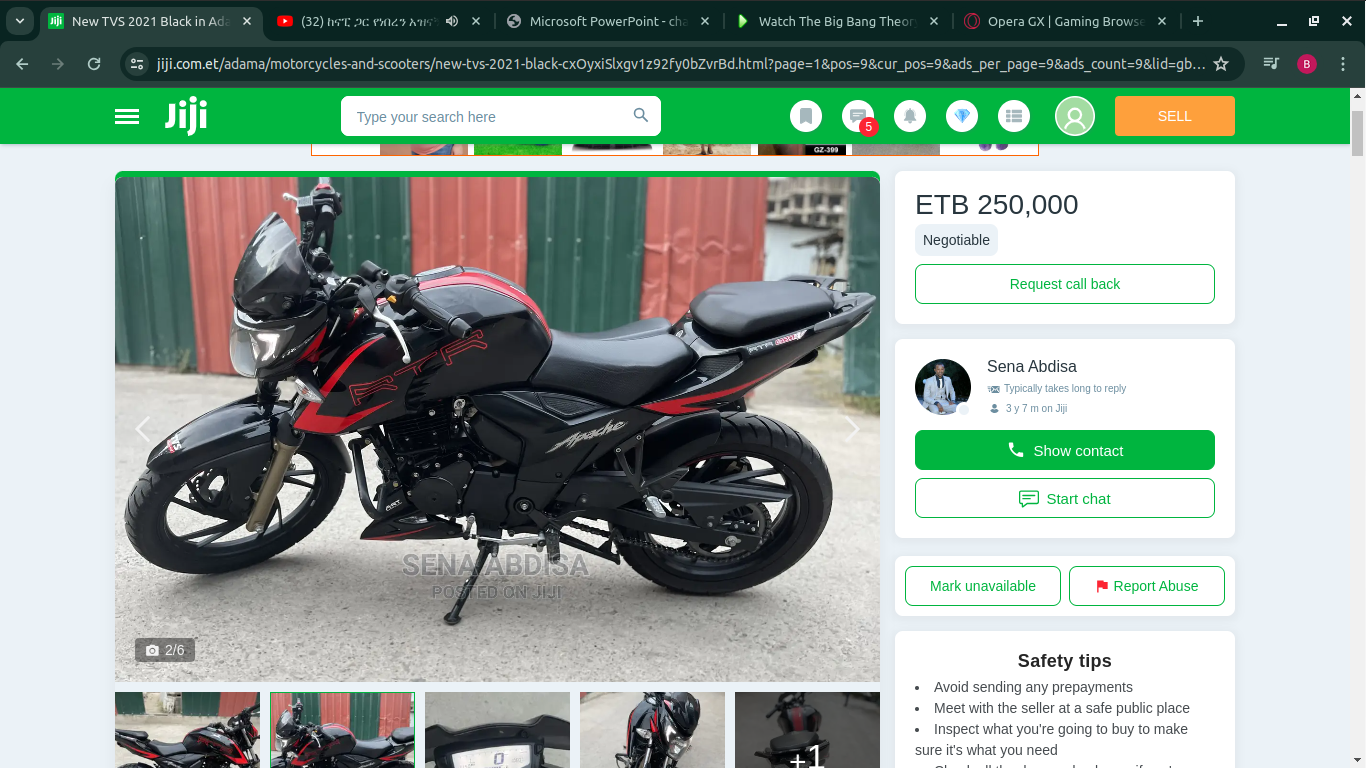 New TVS 2021 Black in Ada
(32) ከናፒ ጋር የነበረን አዝናኝ
Microsoft PowerPoint - cha
Watch The Big Bang Theory
Opera GX | Gaming Browse
jiji.com.et/adama/motorcycles-and-scooters/new-tvs-2021-black-cxOyxiSlxgv1z92fy0bZvrBd.html?page=1&pos=9&cur_pos=9&ads_per_page=9&ads_count=9&lid=gb...
B
Jiji
Type your search here
5
SELL
GZ-399
ETB 250,000
Negotiable
Request call back
Sena Abdisa
Typically takes long to reply
3 y 7 m on Jiji
Show contact
Start chat
Mark unavailable
Report Abuse
Safety tips
• Avoid sending any prepayments
• Meet with the seller at a safe public place
• Inspect what you're going to buy to make
sure it's what you need
RTR
Apache
TVS
ART
SENA ABDISA
POSTED ON JIJI
2/6
+1